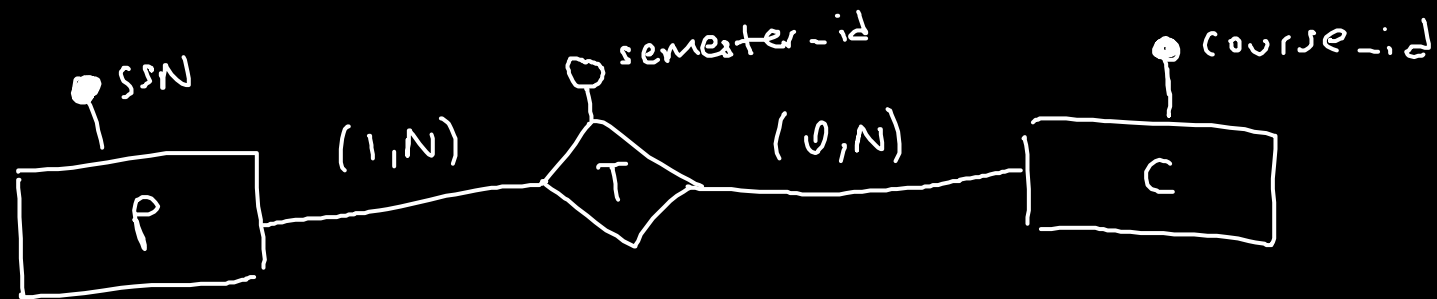 SSN
semester_id
course_id
(1,N)
(0,N)
P
T
C